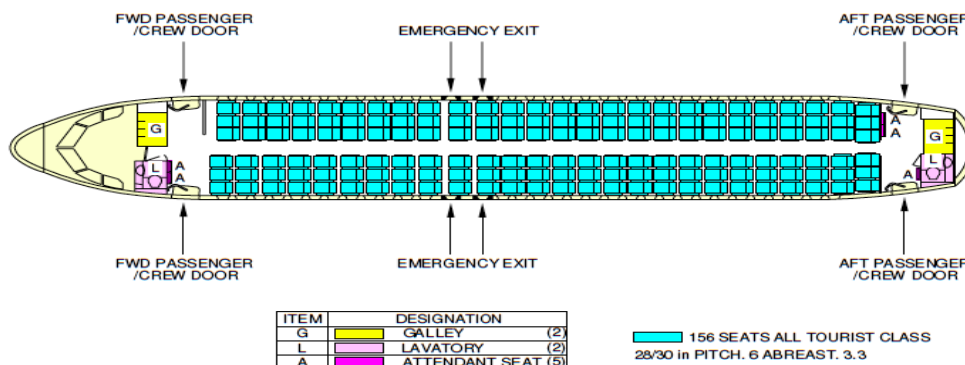 FWD PASSENGER
/CREW DOOR
EMERGENCY EXIT
AFT PASSENGER
/CREW DOOR
G
L
A
A
A
A
G
L
A
FWD PASSENGER
/CREW DOOR
EMERGENCY EXIT
AFT PASSENGER
/CREW DOOR
ITEM DESIGNATION
G GALLEY (2)
L LAVATORY (2)
A ATTENDANT SEAT (5)
156 SEATS ALL TOURIST CLASS
28/30 in PITCH. 6 ABREAST. 3.3